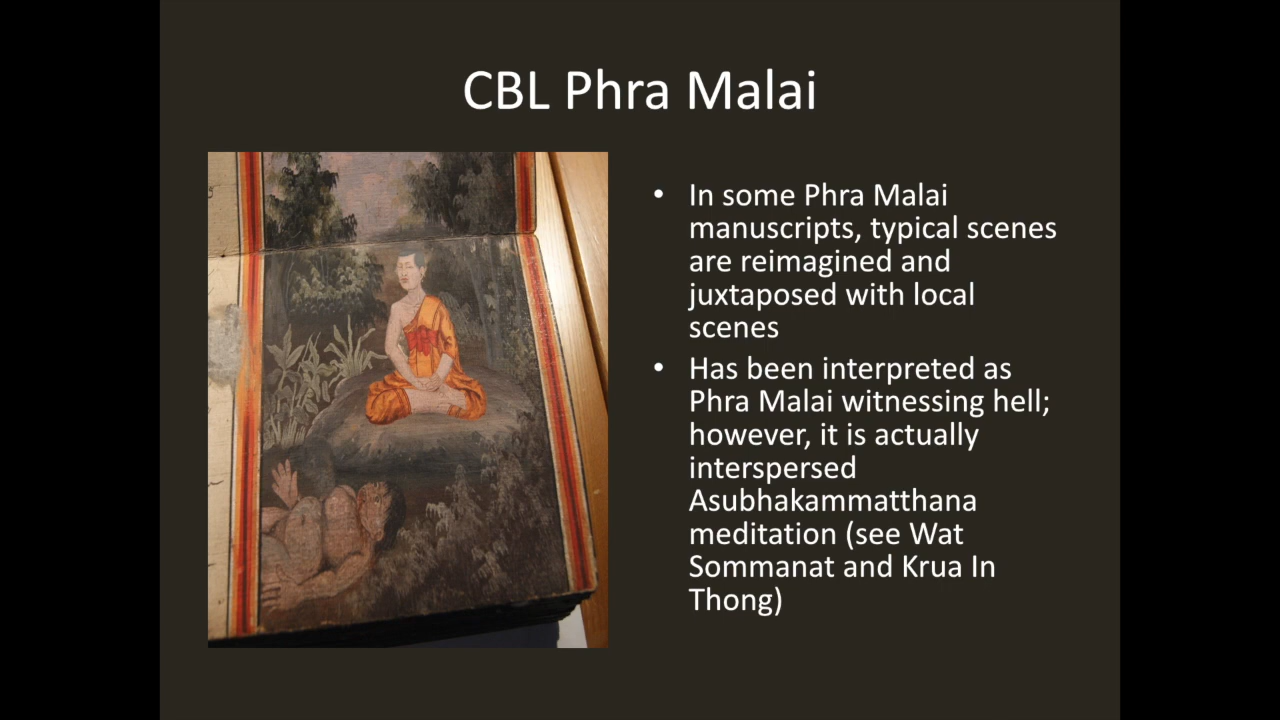 CBL Phra Malai
• In some Phra Malai
manuscripts, typical scenes
are reimagined and
juxtaposed with local
scenes
• Has been interpreted as
Phra Malai witnessing hell;
however, it is actually
interspersed
Asubhakammatthana
meditation (see Wat
Sommanat and Krua In
Thong)